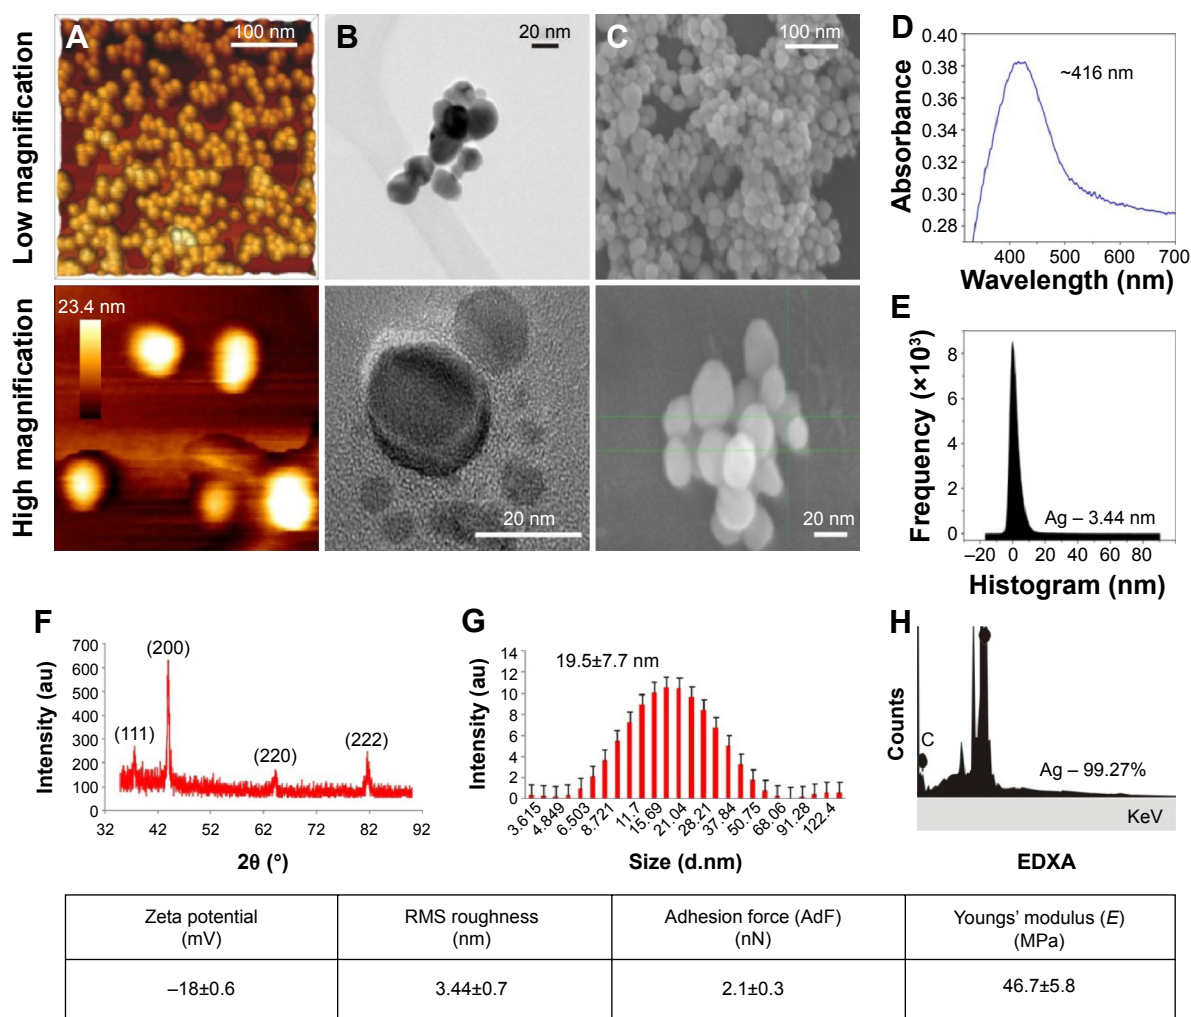 Low magnification
A
100 nm
B
20 nm
C
100 nm
High magnification
23.4 nm
20 nm
20 nm
D
Absorbance
0.40
0.38
0.36
0.34
0.32
0.30
0.28
~416 nm
400 500 600 700
Wavelength (nm)
E
Frequency (×10³)
8
6
4
2
0
Ag – 3.44 nm
–20 0 20 40 60 80
Histogram (nm)
F
Intensity (au)
700
600
500
400
300
200
100
0
(111)
(200)
(220)
(222)
32 42 52 62 72 82 92
2θ (°)
G
Intensity (au)
14
12
10
8
6
4
2
0
19.5±7.7 nm
3.615 4.849 6.503 8.721 11.7 15.69 21.04 28.21 37.84 50.75 68.06 91.28 122.4
Size (d.nm)
H
Counts
C
Ag – 99.27%
KeV
EDXA
Zeta potential
(mV)
RMS roughness
(nm)
Adhesion force (AdF)
(nN)
Youngs’ modulus (E)
(MPa)
–18±0.6
3.44±0.7
2.1±0.3
46.7±5.8